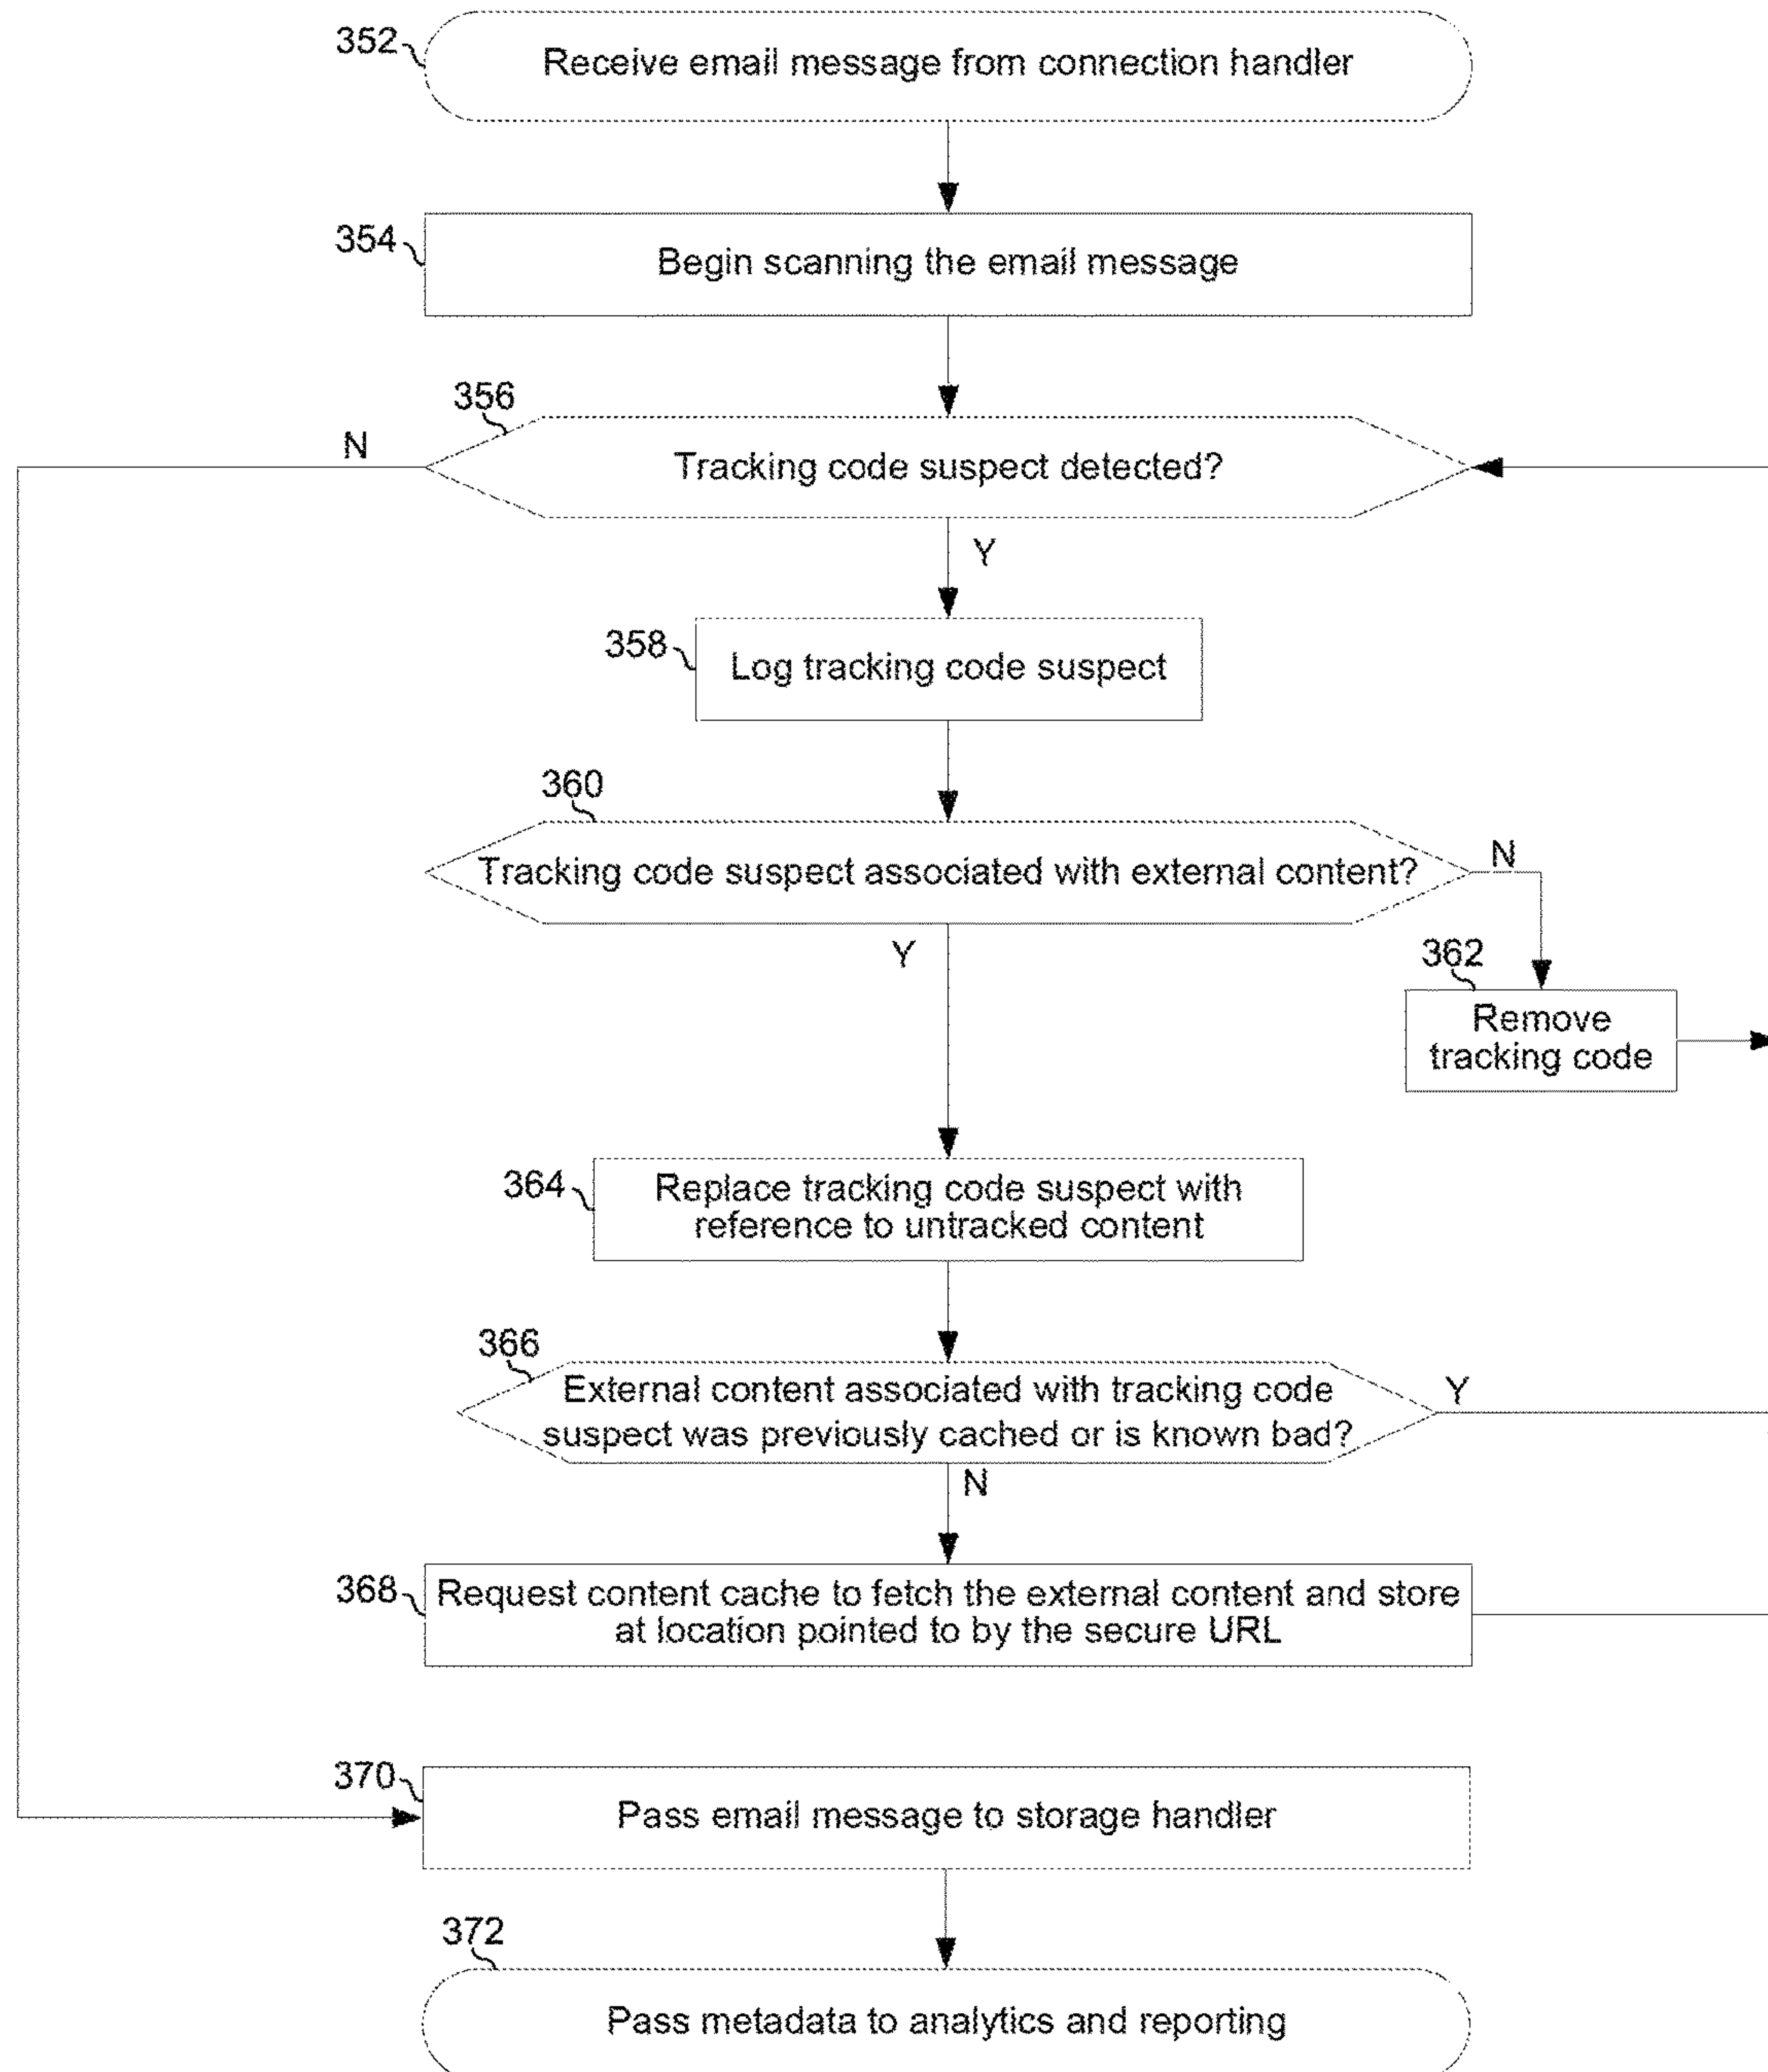 352
Receive email message from connection handler
354
Begin scanning the email message
356
N
Tracking code suspect detected?
Y
358
Log tracking code suspect
360
Tracking code suspect associated with external content?
N
Y
362
Remove
tracking code
364
Replace tracking code suspect with
reference to untracked content
366
External content associated with tracking code
suspect was previously cached or is known bad?
Y
N
368
Request content cache to fetch the external content and store
at location pointed to by the secure URL
370
Pass email message to storage handler
372
Pass metadata to analytics and reporting